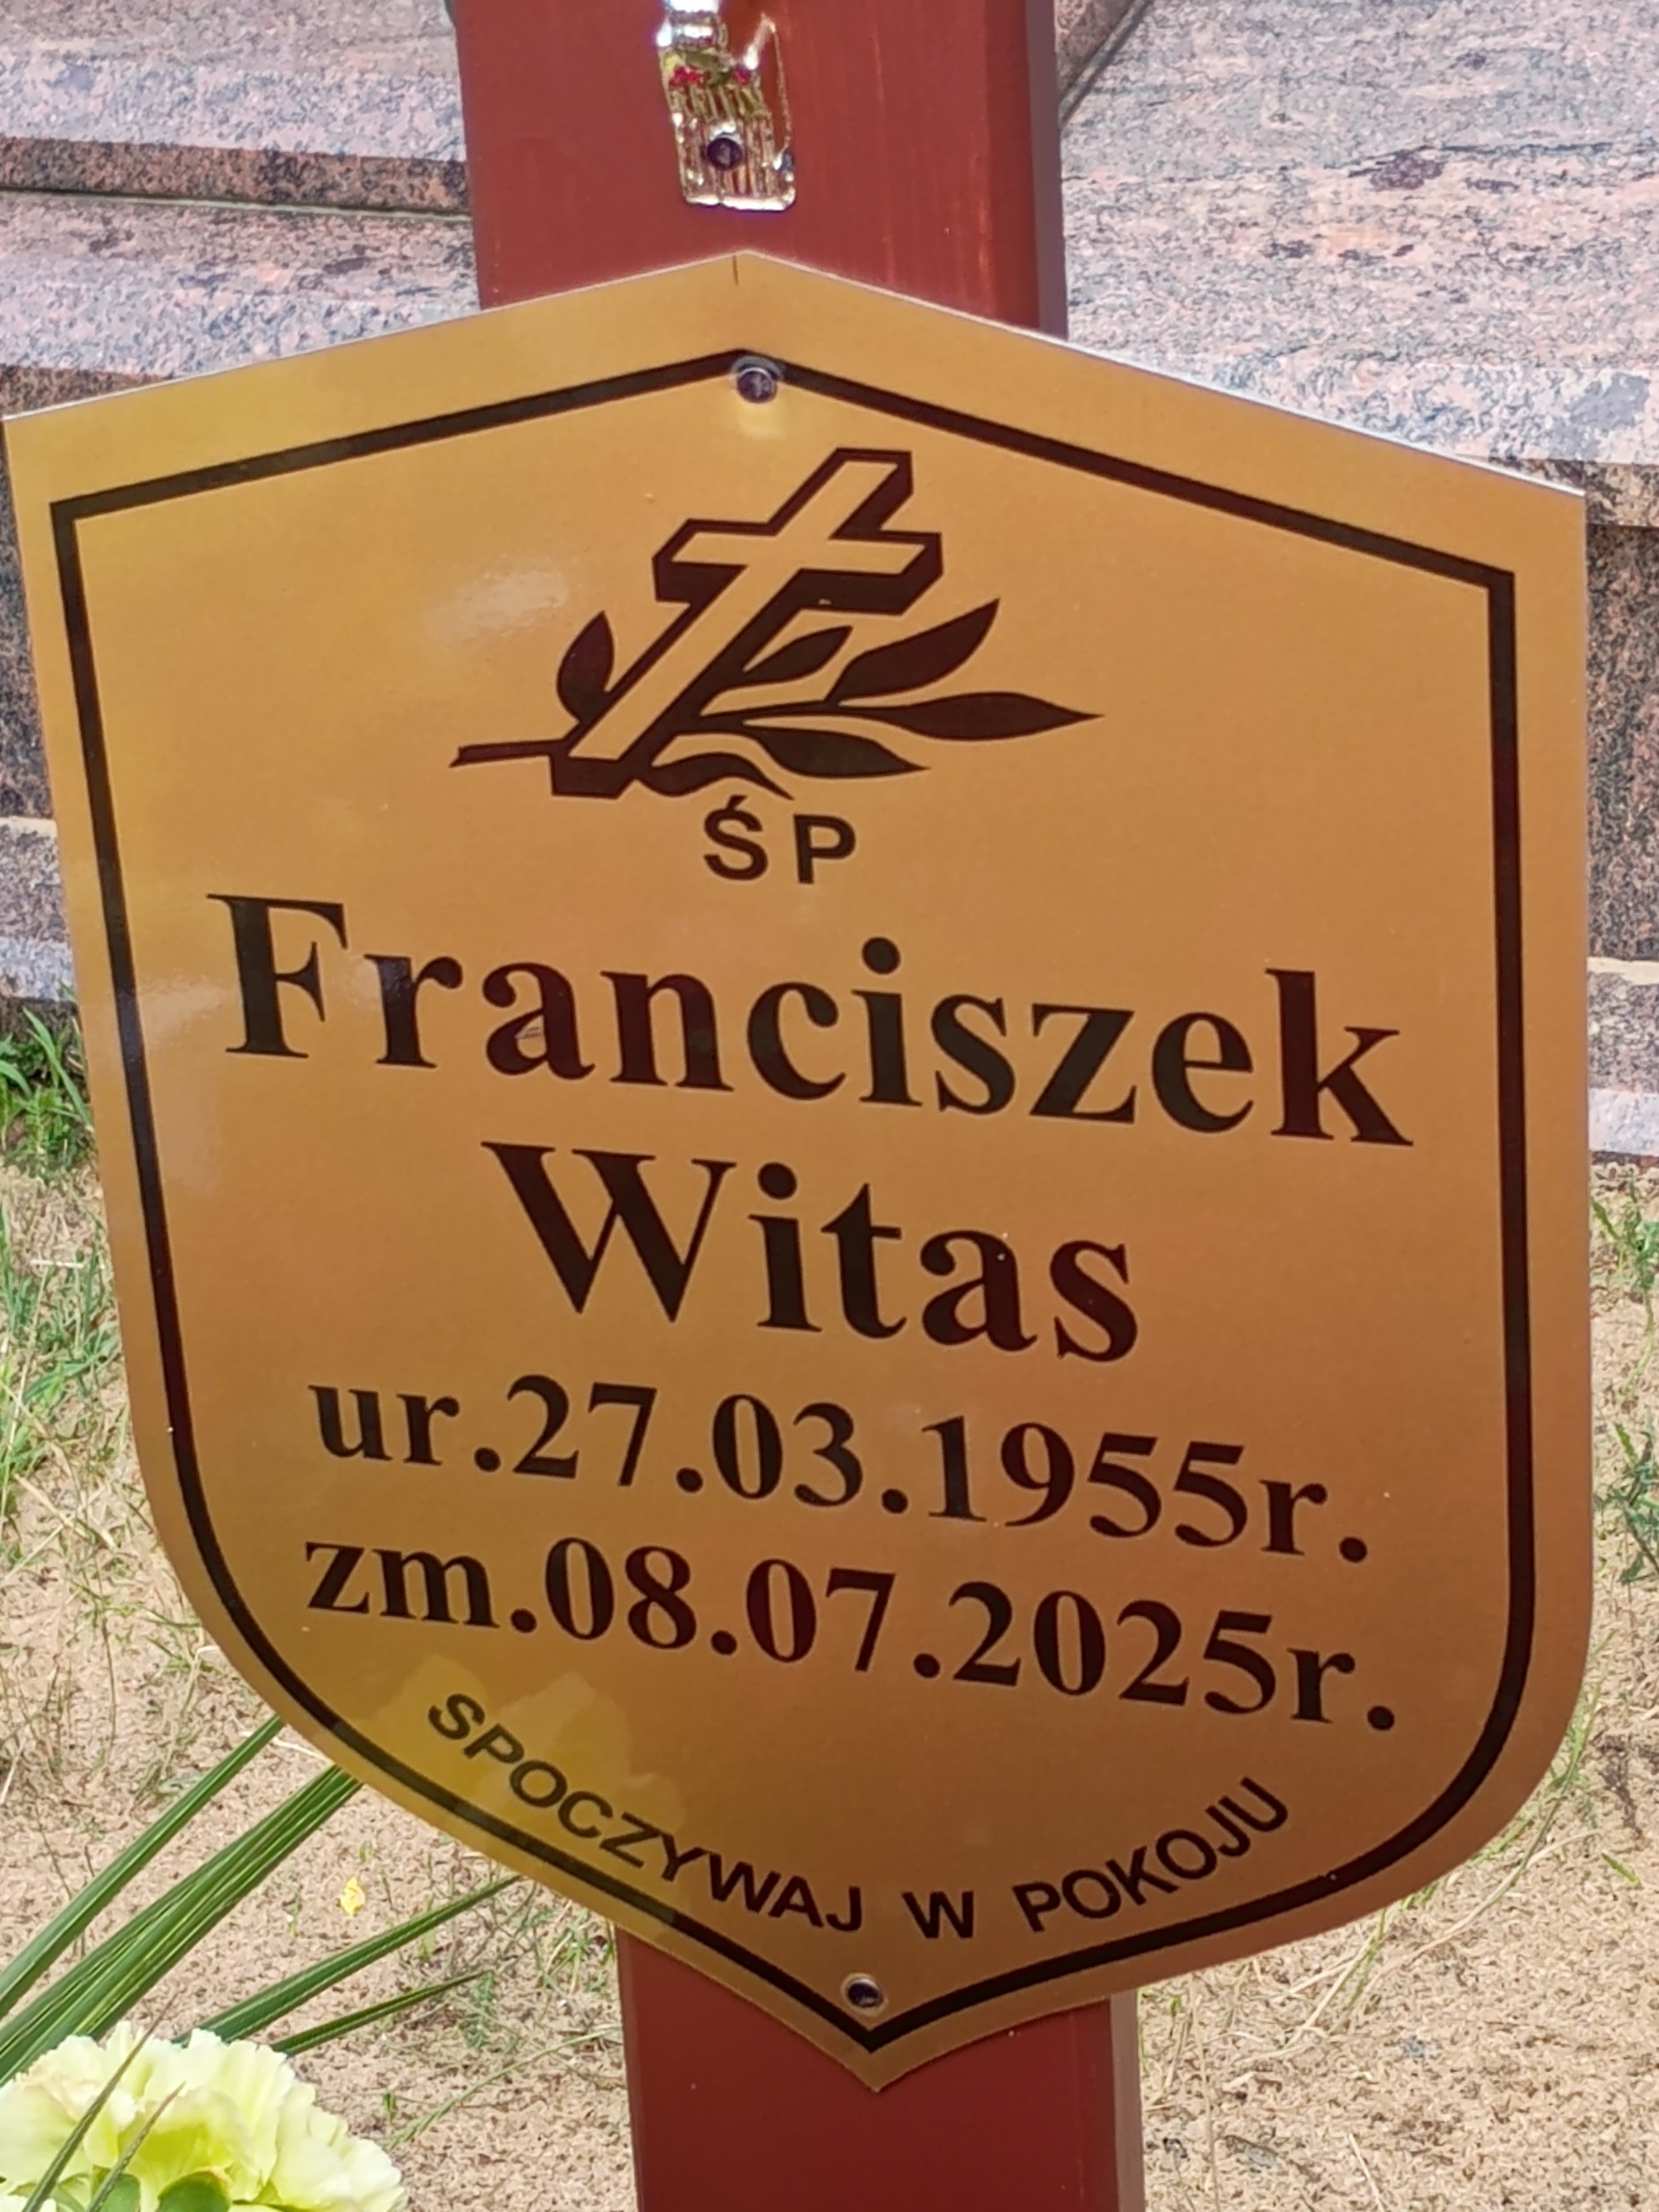 ŚP
Franciszek
Witas
ur.27.03.1955r.
zm.08.07.2025r.
SPOCZYWAJ W POKOJU